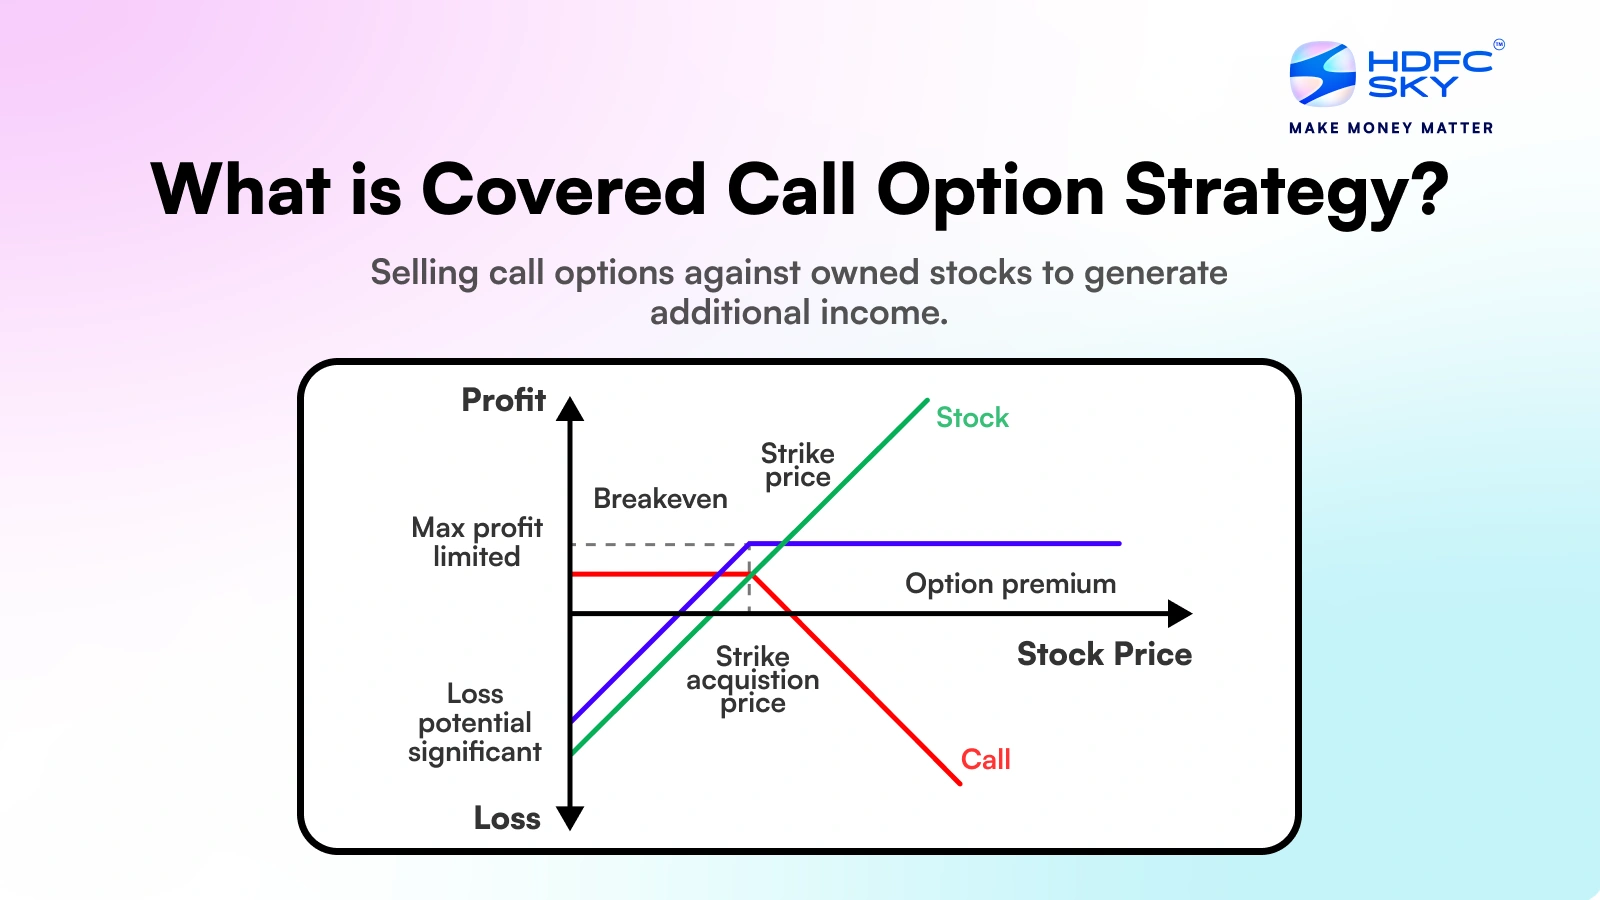 HDFC
SKY
TM
MAKE MONEY MATTER
What is Covered Call Option Strategy?
Selling call options against owned stocks to generate
additional income.
Profit
Stock
Strike
price
Breakeven
Max profit
limited
Option premium
Stock Price
Strike
acquistion
price
Loss
potential
significant
Call
Loss